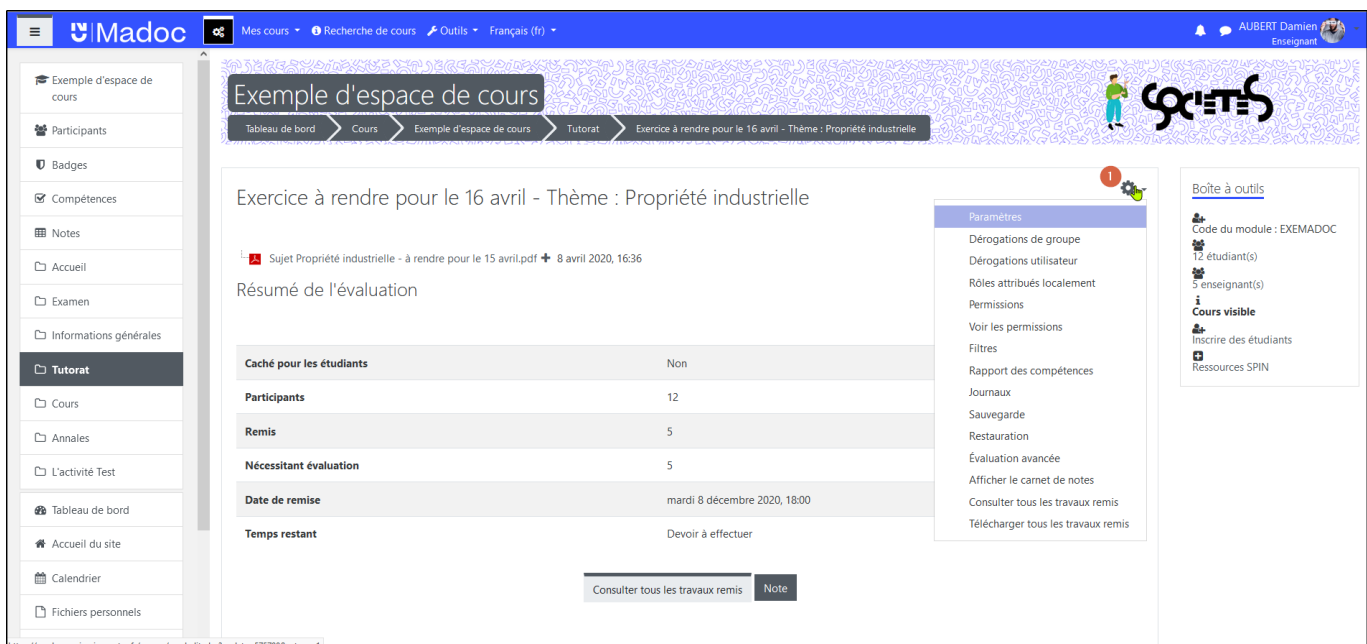 Madoc
Mes cours
Recherche de cours
Outils
Français (fr)
AUBERT Damien
Enseignant
Exemple d'espace de
cours
Participants
Badges
Compétences
Notes
Accueil
Examen
Informations générales
Tutorat
Cours
Annales
L'activité Test
Tableau de bord
Accueil du site
Calendrier
Fichiers personnels
Exemple d'espace de cours
Tableau de bord
Cours
Exemple d'espace de cours
Tutorat
Exercice à rendre pour le 16 avril - Thème : Propriété industrielle
SOCIETES
Exercice à rendre pour le 16 avril - Thème : Propriété industrielle
1
Sujet Propriété industrielle - à rendre pour le 15 avril.pdf 8 avril 2020, 16:36
Résumé de l'évaluation
Caché pour les étudiants Non
Participants 12
Remis 5
Nécessitant évaluation 5
Date de remise mardi 8 décembre 2020, 18:00
Temps restant Devoir à effectuer
Consulter tous les travaux remis
Note
Paramètres
Dérogations de groupe
Dérogations utilisateur
Rôles attribués localement
Permissions
Voir les permissions
Filtres
Rapport des compétences
Journaux
Sauvegarde
Restauration
Évaluation avancée
Afficher le carnet de notes
Consulter tous les travaux remis
Télécharger tous les travaux remis
Boîte à outils
Code du module : EXEMADOC
12 étudiant(s)
5 enseignant(s)
Cours visible
Inscrire des étudiants
Ressources SPIN